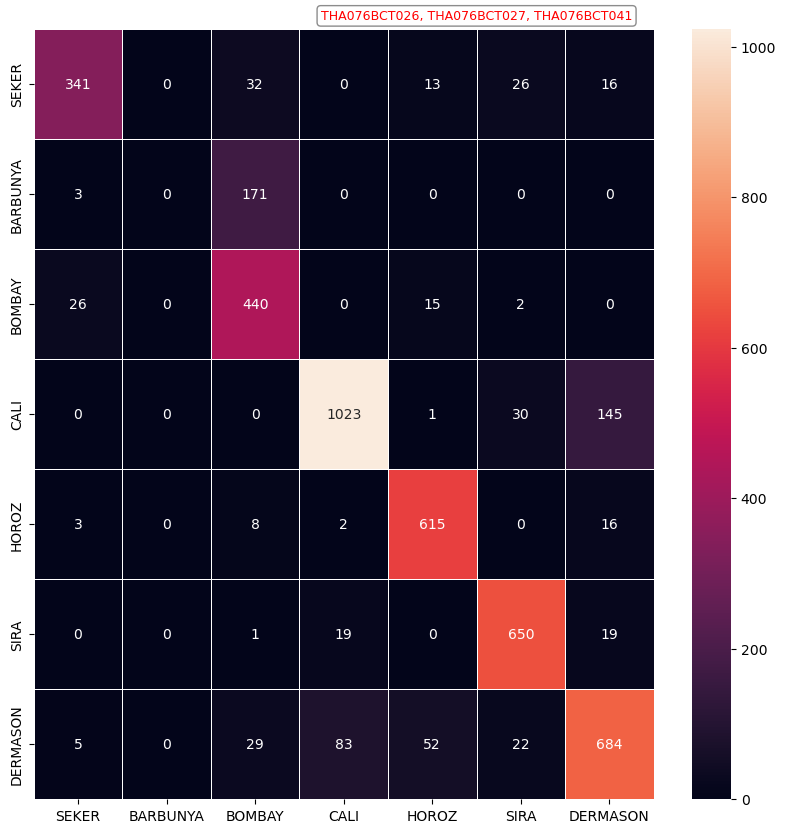 THA076BCT026, THA076BCT027, THA076BCT041
SEKER 341 0 32 0 13 26 16
BARBUNYA 3 0 171 0 0 0 0
BOMBAY 26 0 440 0 15 2 0
CALI 0 0 0 1023 1 30 145
HOROZ 3 0 8 2 615 0 16
SIRA 0 0 1 19 0 650 19
DERMASON 5 0 29 83 52 22 684
SEKER BARBUNYA BOMBAY CALI HOROZ SIRA DERMASON
1000
800
600
400
200
0